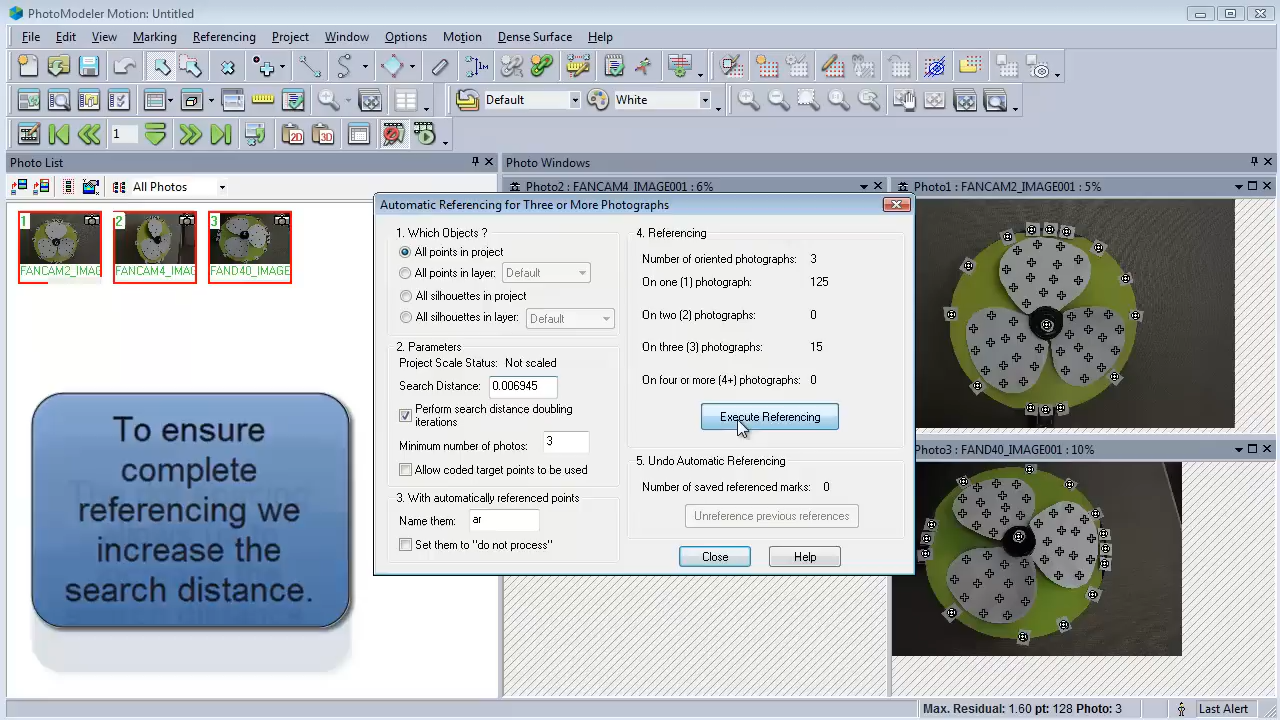 PhotoModeler Motion: Untitled
File Edit View Marking Referencing Project Window Options Motion Dense Surface Help
Default White
1 2D 3D
Photo List
Photo Windows
All Photos
Photo2 : FANCAM4_IMAGE001 : 6%
Photo1 : FANCAM2_IMAGE001 : 5%
1 2 3
FANCAM2_IMAG FANCAM4_IMAG FAND40_IMAGE
Automatic Referencing for Three or More Photographs
1. Which Objects ?
All points in project
All points in layer: Default
All silhouettes in project
All silhouettes in layer: Default
2. Parameters
Project Scale Status: Not scaled
Search Distance: 0.006945
Perform search distance doubling
iterations
Minimum number of photos: 3
Allow coded target points to be used
3. With automatically referenced points
Name them: ar
Set them to "do not process"
4. Referencing
Number of oriented photographs: 3
On one (1) photograph: 125
On two (2) photographs: 0
On three (3) photographs: 15
On four or more (4+) photographs: 0
Execute Referencing
5. Undo Automatic Referencing
Number of saved referenced marks: 0
Unreference previous references
Close Help
Photo3 : FAND40_IMAGE001 : 10%
To ensure
complete
referencing we
increase the
search distance.
Max. Residual: 1.60 pt: 128 Photo: 3
Last Alert